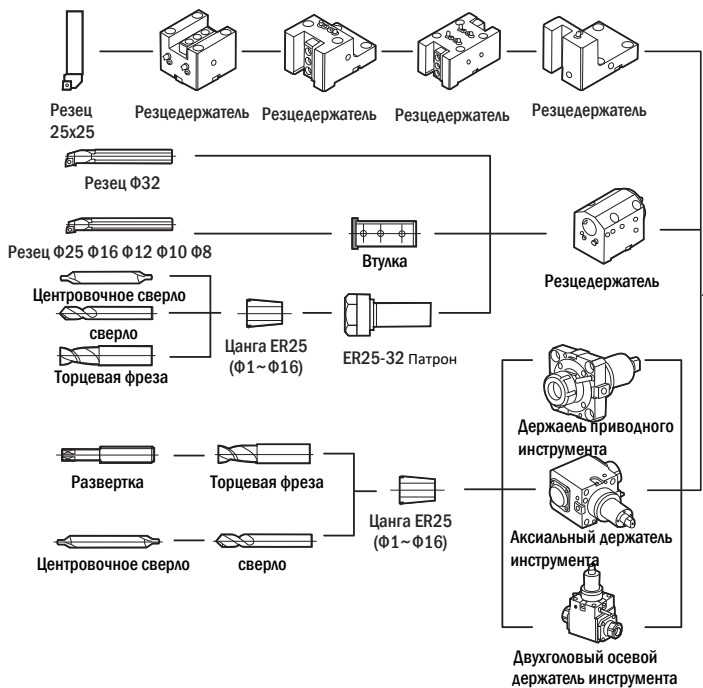 Резец
25x25
Резцедержатель
Резцедержатель
Резцедержатель
Резцедержатель
Резец Ф32
Резец Ф25 Ф16 Ф12 Ф10 Ф8
Втулка
Резцедержатель
Центровочное сверло
сверло
Торцевая фреза
Цанга ER25
(Ф1~Ф16)
ER25-32 Патрон
Держаель приводного
инструмента
Развертка
Торцевая фреза
Цанга ER25
(Ф1~Ф16)
Аксиальный держатель
инструмента
Центровочное сверло
сверло
Двухголовый осевой
держатель инструмента